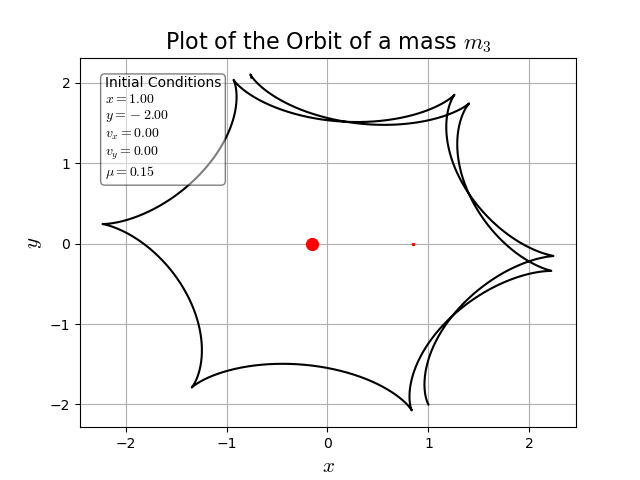 Plot of the Orbit of a mass m₃
Initial Conditions
x = 1.00
y = − 2.00
vₓ = 0.00
v_y = 0.00
μ = 0.15
2
1
0
−1
−2
y
−2 −1 0 1 2
x